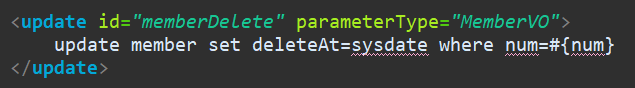 <update id="memberDelete" parameterType="MemberVO">
update member set deleteAt=sysdate where num=#{num}
</update>